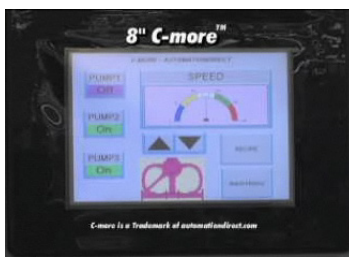 8" C-more™
C-MORE - AUTOMATIONDIRECT
PUMP1
Off
SPEED
PUMP2
On
PUMP3
On
RECIPE
C-more is a Trademark of automationdirect.com